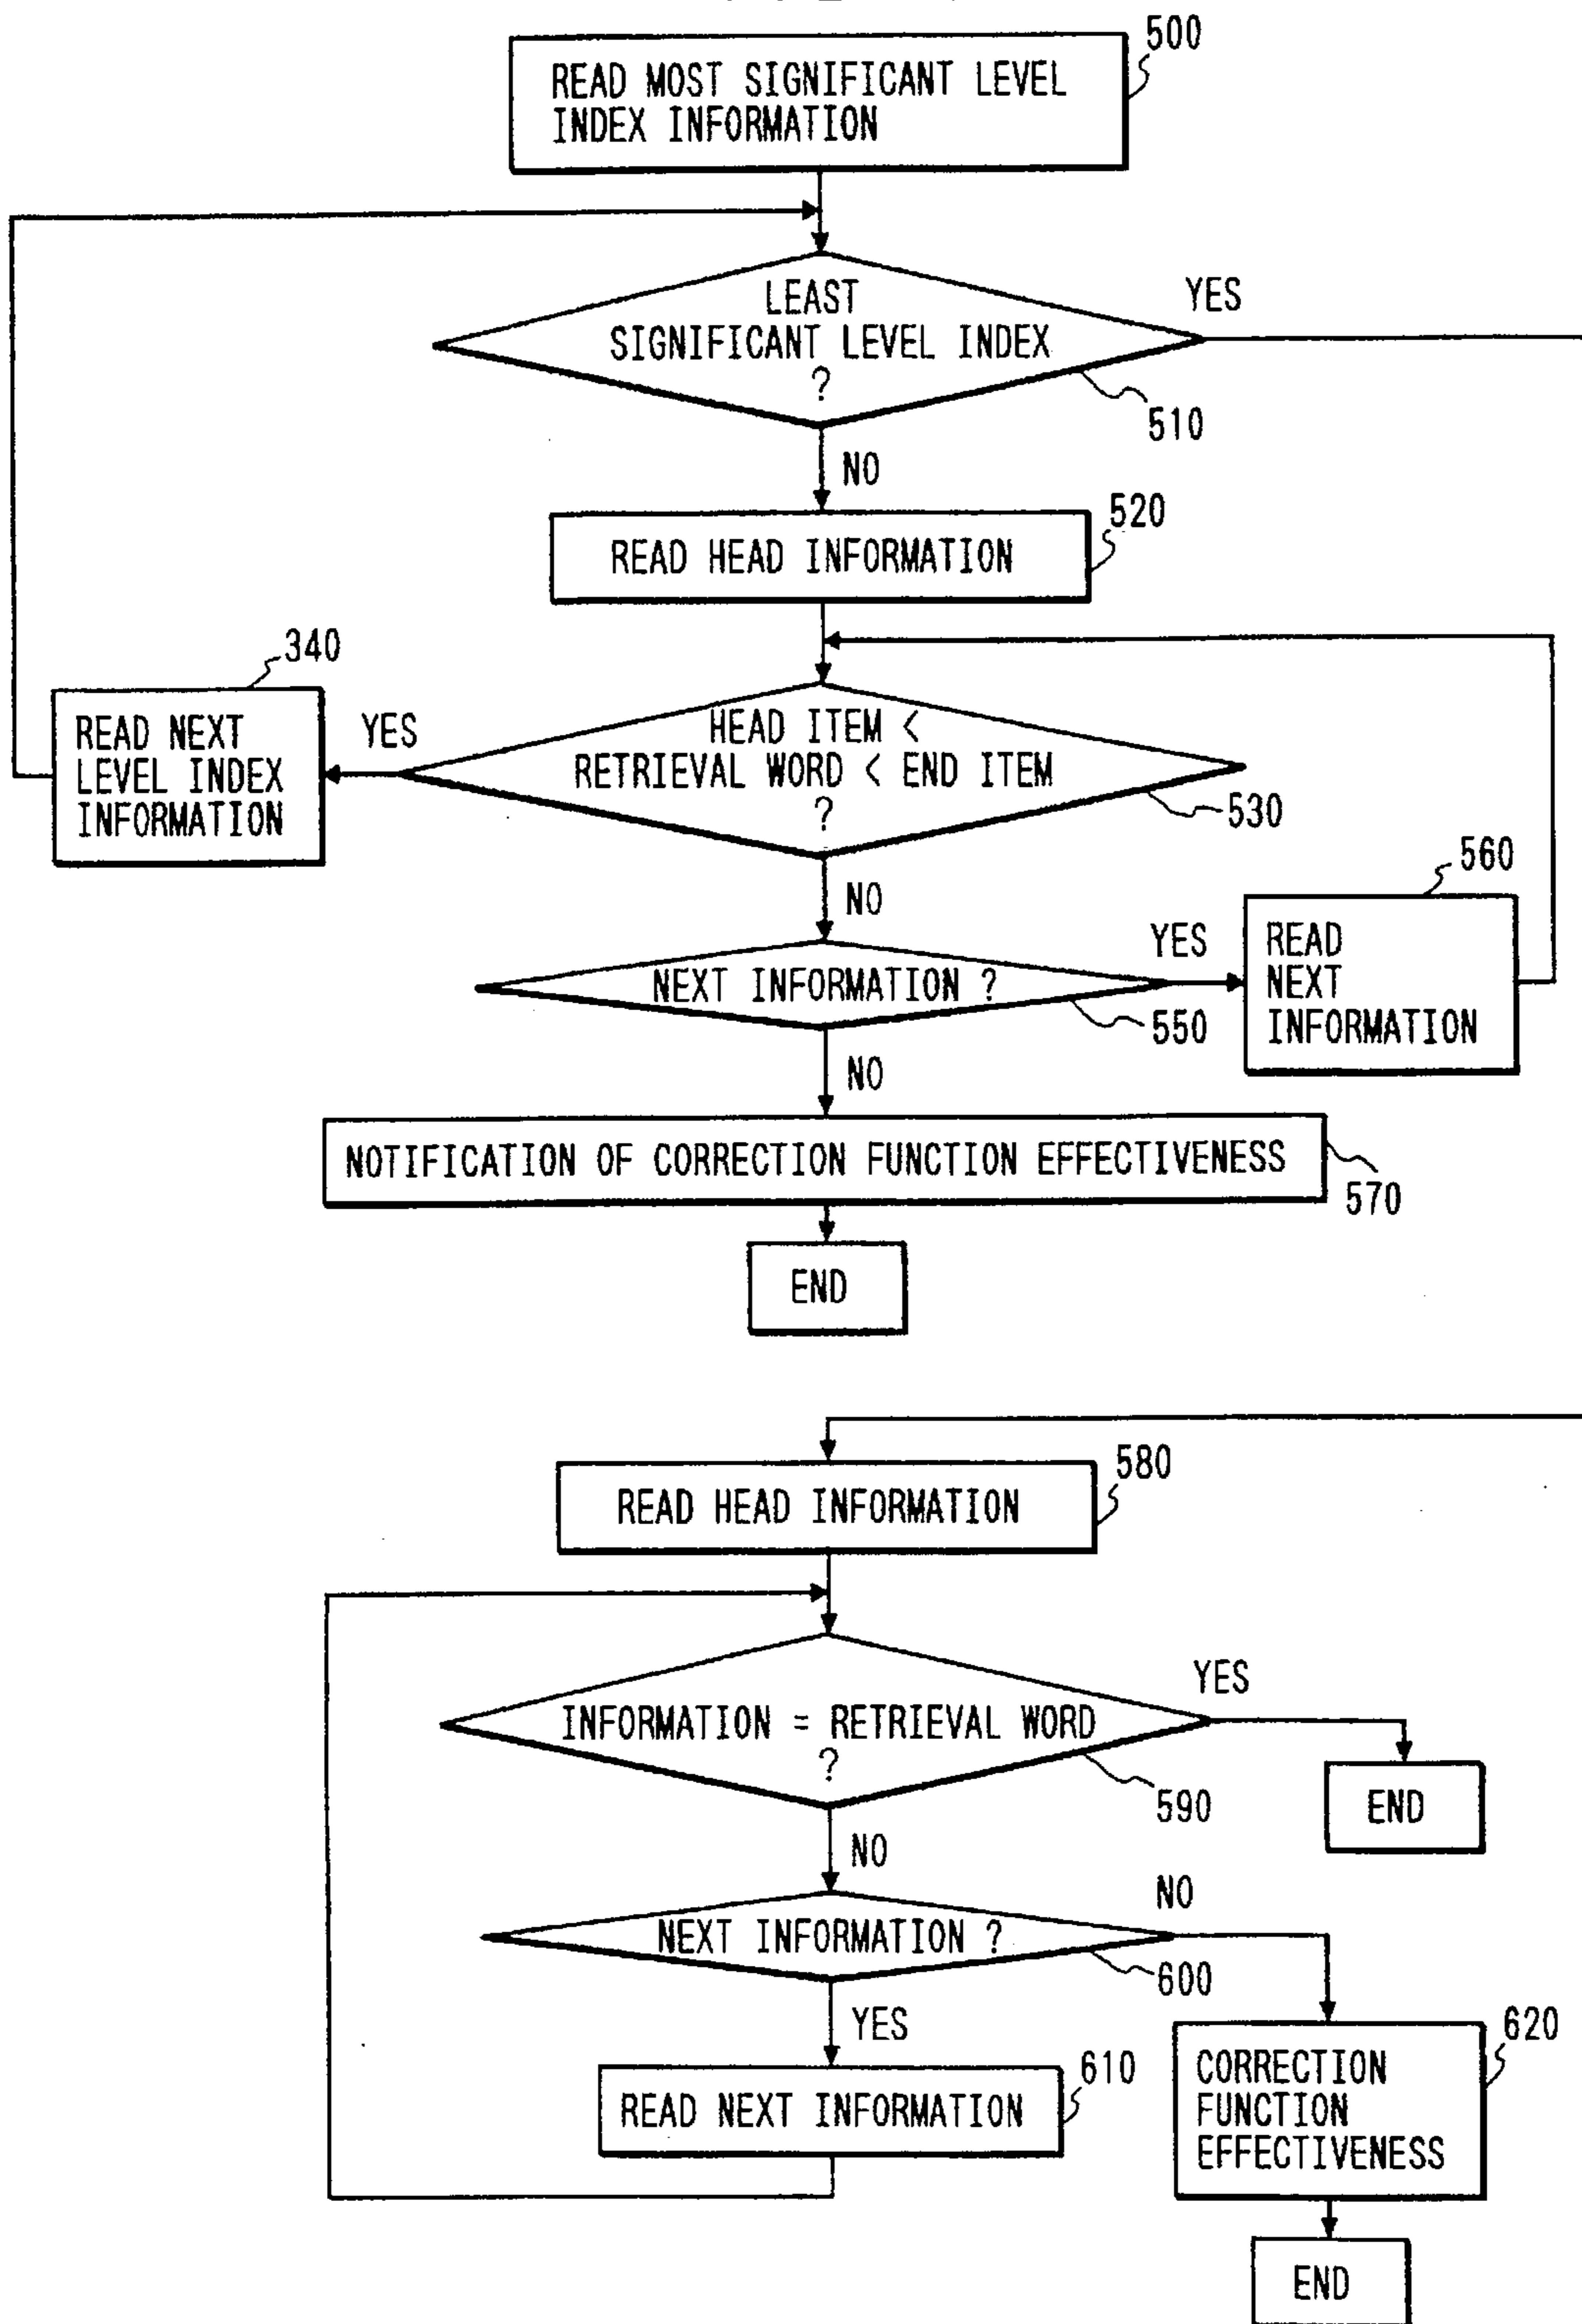 500
READ MOST SIGNIFICANT LEVEL
INDEX INFORMATION
LEAST
SIGNIFICANT LEVEL INDEX
?
YES
510
NO
520
READ HEAD INFORMATION
340
READ NEXT
LEVEL INDEX
INFORMATION
YES
HEAD ITEM <
RETRIEVAL WORD < END ITEM
?
530
NO
560
NEXT INFORMATION ?
YES
550
READ
NEXT
INFORMATION
NO
NOTIFICATION OF CORRECTION FUNCTION EFFECTIVENESS
570
END
580
READ HEAD INFORMATION
INFORMATION = RETRIEVAL WORD
?
YES
590
END
NO
NEXT INFORMATION ?
NO
600
YES
610
READ NEXT INFORMATION
620
CORRECTION
FUNCTION
EFFECTIVENESS
END